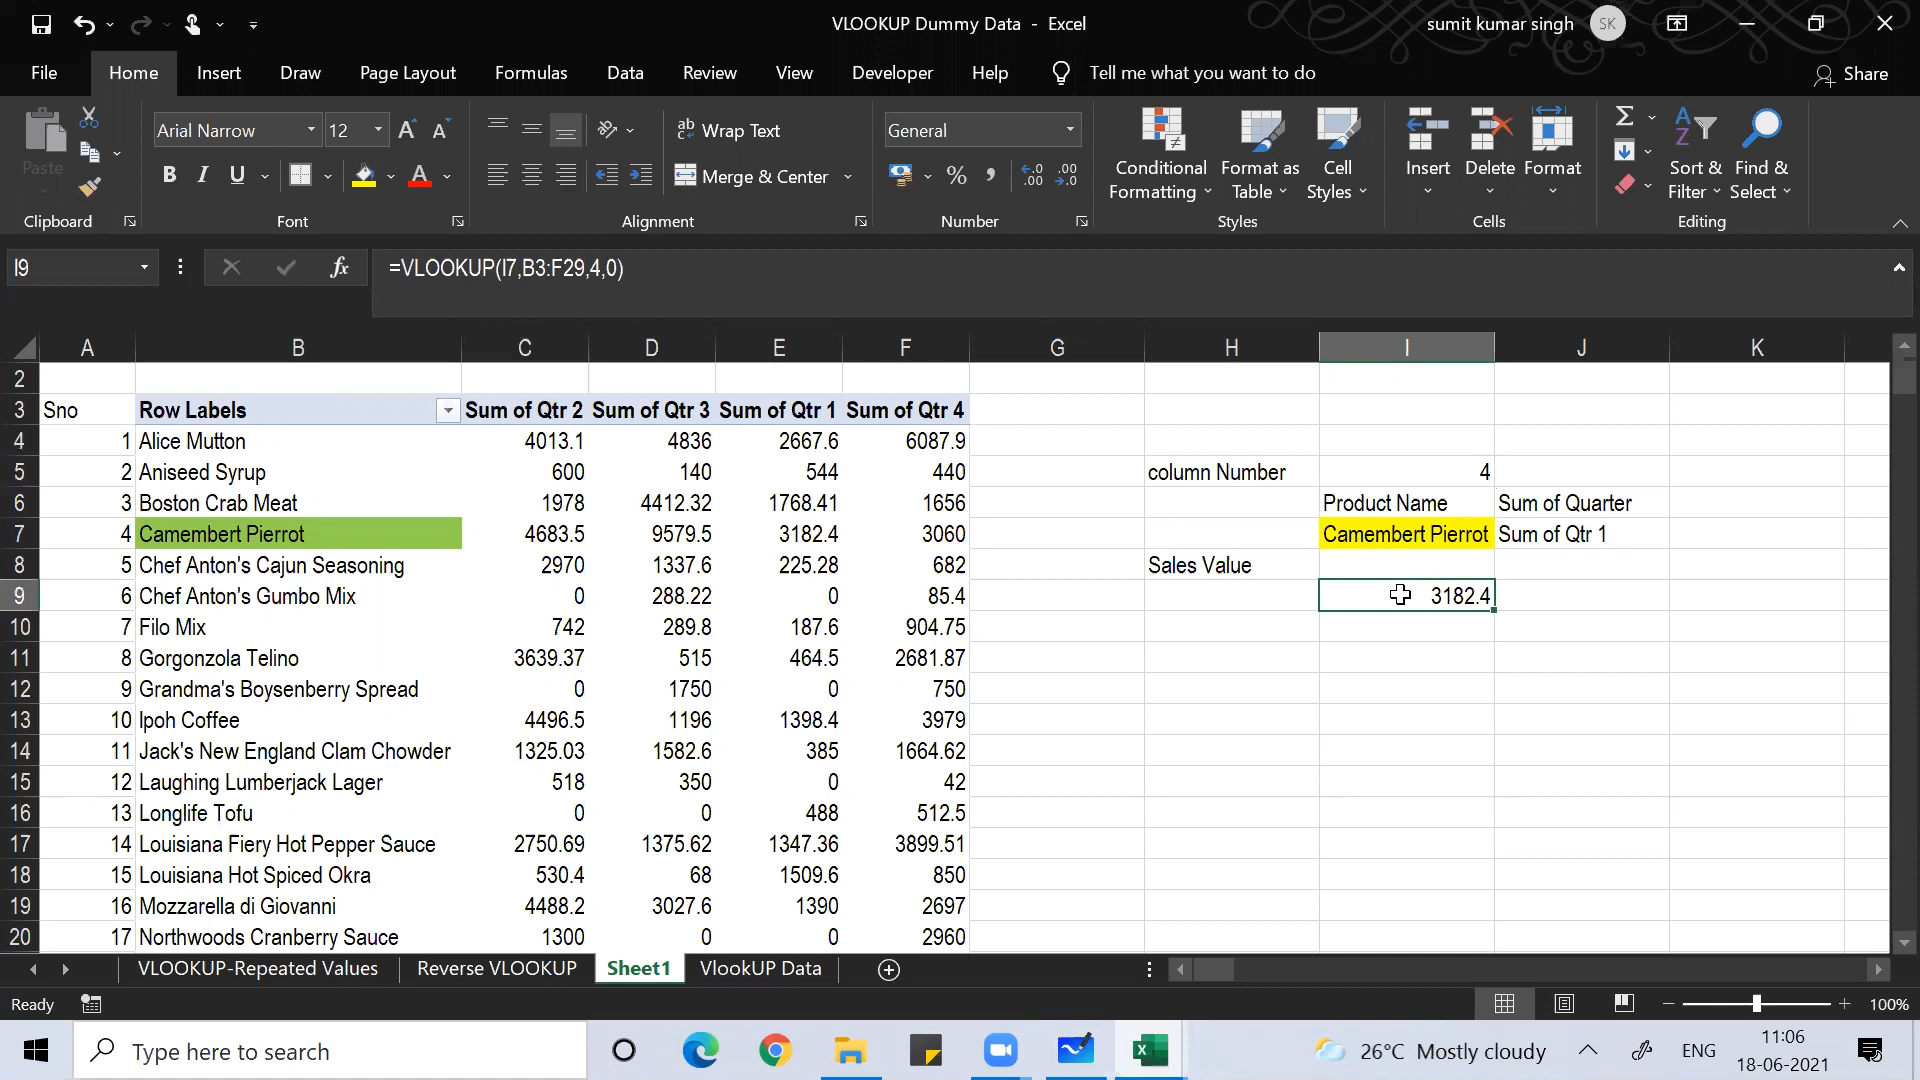 VLOOKUP Dummy Data - Excel
sumit kumar singh SK
File Home Insert Draw Page Layout Formulas Data Review View Developer Help Tell me what you want to do Share
Paste
Clipboard
Arial Narrow 12
B I U
Font
Wrap Text
Merge & Center
Alignment
General
Number
Conditional Formatting
Format as Table
Cell Styles
Styles
Insert Delete Format
Cells
Sort & Filter
Find & Select
Editing
I9 fx =VLOOKUP(I7,B3:F29,4,0)
A B C D E F G H I J K
2
3 Sno Row Labels Sum of Qtr 2 Sum of Qtr 3 Sum of Qtr 1 Sum of Qtr 4
4 1 Alice Mutton 4013.1 4836 2667.6 6087.9
5 2 Aniseed Syrup 600 140 544 440 column Number 4
6 3 Boston Crab Meat 1978 4412.32 1768.41 1656 Product Name Sum of Quarter
7 4 Camembert Pierrot 4683.5 9579.5 3182.4 3060 Camembert Pierrot Sum of Qtr 1
8 5 Chef Anton's Cajun Seasoning 2970 1337.6 225.28 682 Sales Value
9 6 Chef Anton's Gumbo Mix 0 288.22 0 85.4 3182.4
10 7 Filo Mix 742 289.8 187.6 904.75
11 8 Gorgonzola Telino 3639.37 515 464.5 2681.87
12 9 Grandma's Boysenberry Spread 0 1750 0 750
13 10 Ipoh Coffee 4496.5 1196 1398.4 3979
14 11 Jack's New England Clam Chowder 1325.03 1582.6 385 1664.62
15 12 Laughing Lumberjack Lager 518 350 0 42
16 13 Longlife Tofu 0 0 488 512.5
17 14 Louisiana Fiery Hot Pepper Sauce 2750.69 1375.62 1347.36 3899.51
18 15 Louisiana Hot Spiced Okra 530.4 68 1509.6 850
19 16 Mozzarella di Giovanni 4488.2 3027.6 1390 2697
20 17 Northwoods Cranberry Sauce 1300 0 0 2960
VLOOKUP-Repeated Values Reverse VLOOKUP Sheet1 VlookUP Data
Ready 100%
Type here to search 26°C Mostly cloudy ENG 11:06
18-06-2021